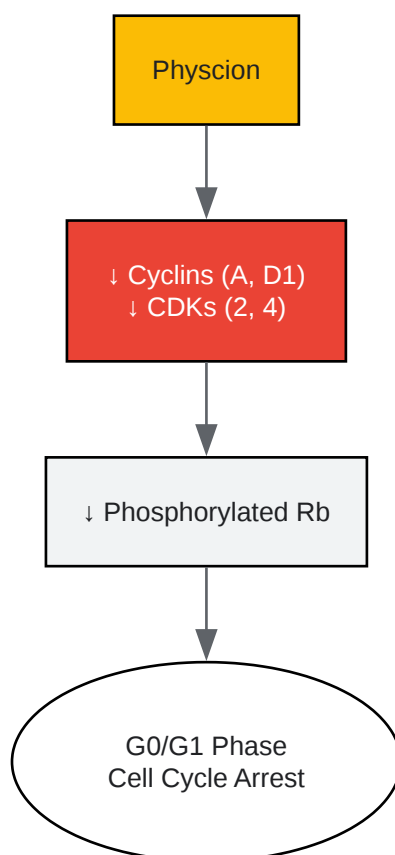 Physcion
↓ Cyclins (A, D1)
↓ CDKs (2, 4)
↓ Phosphorylated Rb
G0/G1 Phase
Cell Cycle Arrest